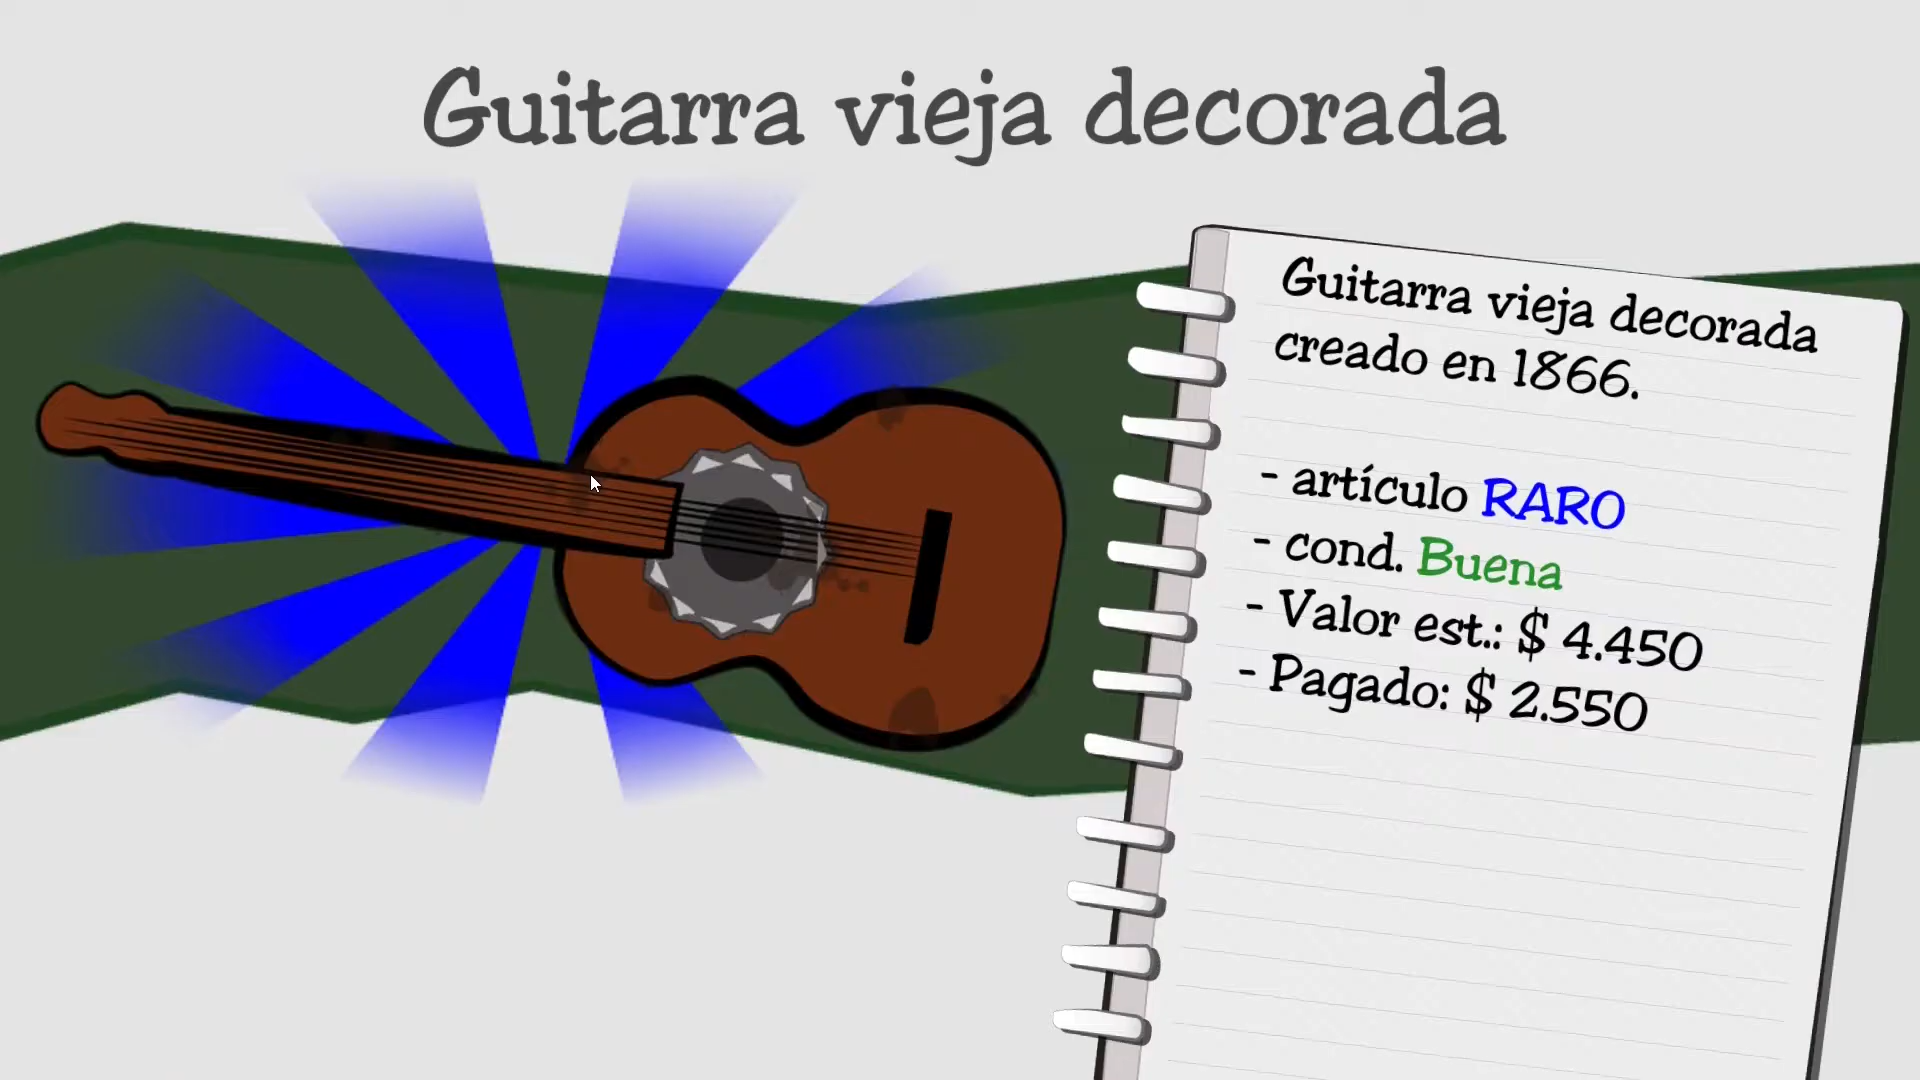 Guitarra vieja decorada
Guitarra vieja decorada
creado en 1866.
- artículo RARO
- cond. Buena
- Valor est.: $ 4.450
- Pagado: $ 2.550